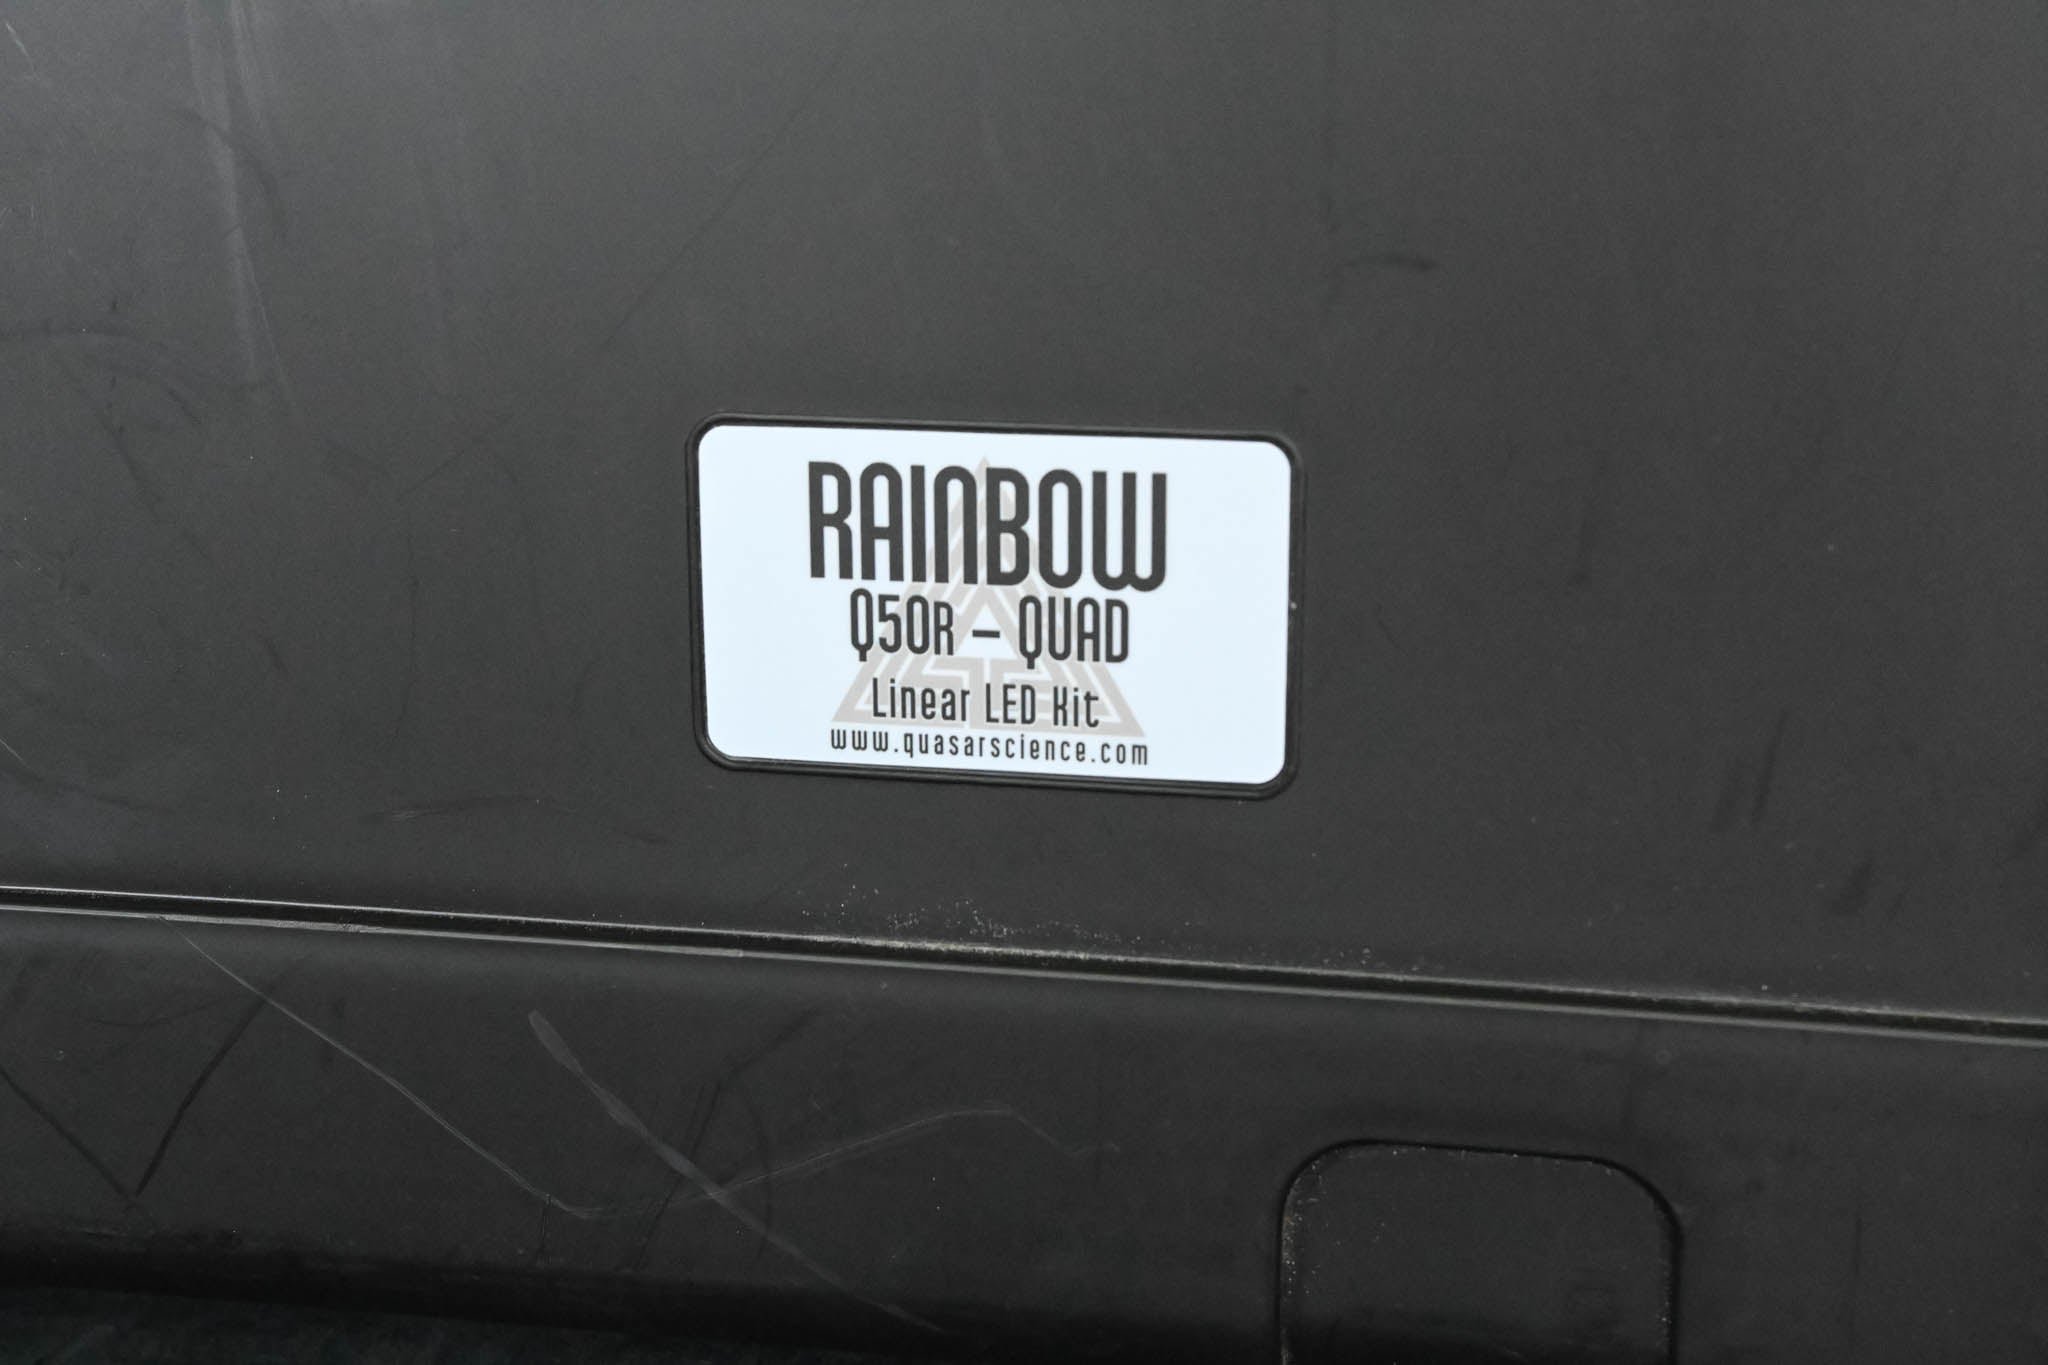 RAINBOW
Q50R – QUAD
Linear LED Kit
www.quasarscience.com